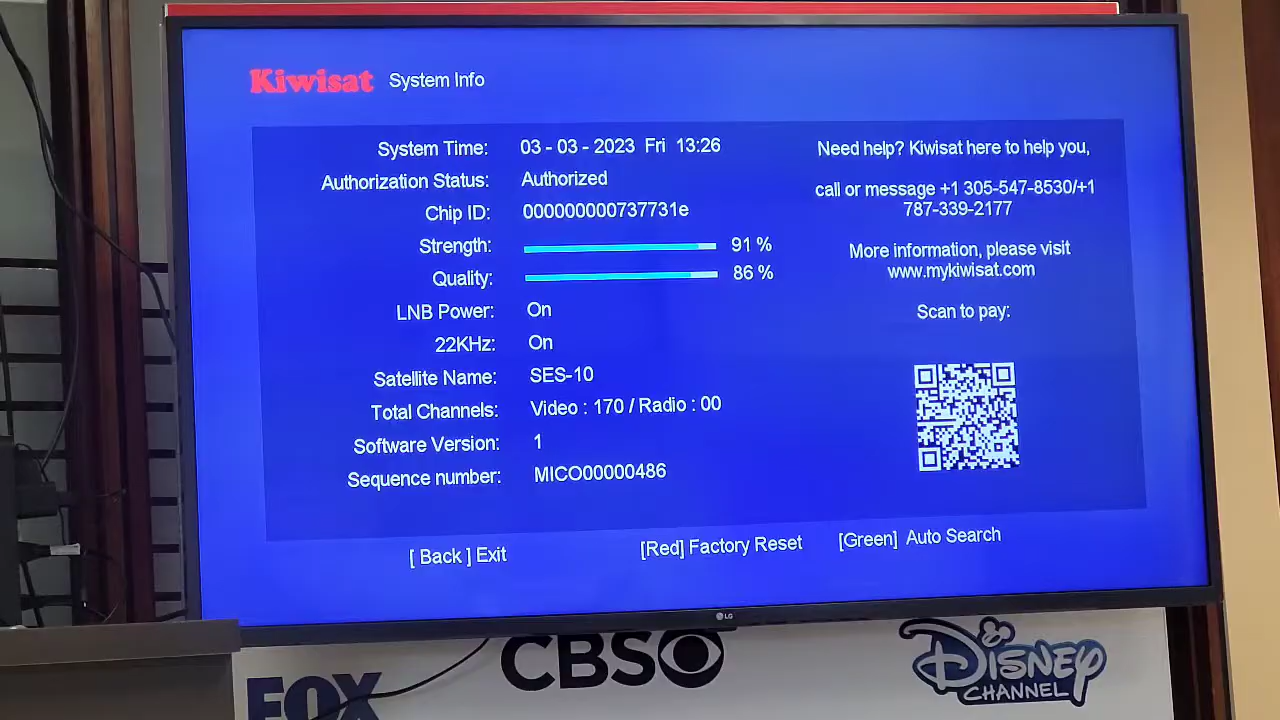 Kiwisat System Info
System Time: 03 - 03 - 2023 Fri 13:26
Authorization Status: Authorized
Chip ID: 000000000737731e
Strength: 91 %
Quality: 86 %
LNB Power: On
22KHz: On
Satellite Name: SES-10
Total Channels: Video : 170 / Radio : 00
Software Version: 1
Sequence number: MICO00000486
Need help? Kiwisat here to help you,
call or message +1 305-547-8530/+1
787-339-2177
More information, please visit
www.mykiwisat.com
Scan to pay:
[ Back ] Exit
[Red] Factory Reset
[Green] Auto Search
LG
FOX
CBS
Disney
CHANNEL